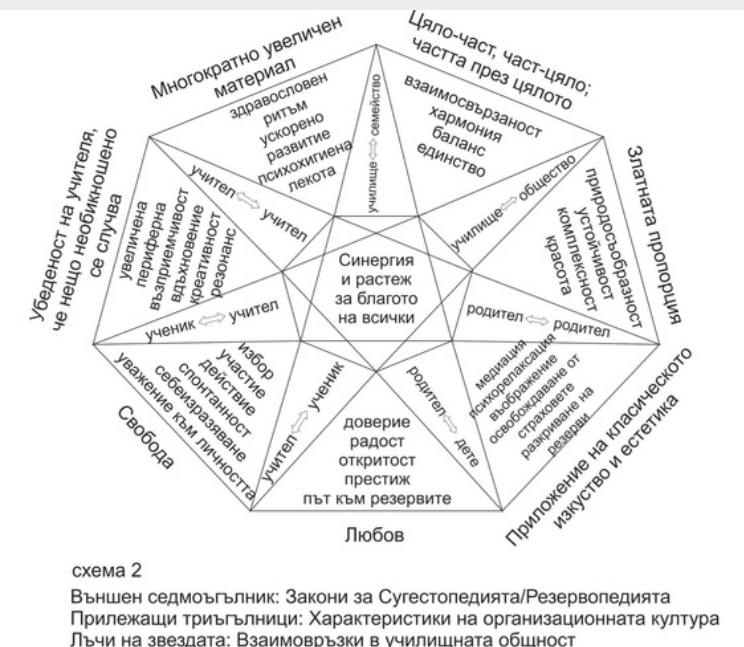 Многократно увеличен
материал
Цяло-част, част-цяло;
частта през цялото
здравословен
ритъм
ускорено
развитие
психохигиена
лекота
училище ⇔ семейство
взаимосвързаност
хармония
баланс
единство
Убеденост на учителя,
че нещо необикношено
се случва
увеличена
периферна
възприемчивост
вдъхновение
креативност
резонанс
учител ⇔ учител
училище ⇔ общество
природосъобразност
устойчивост
комплексност
красота
Златната пропорция
Синергия
и растеж
за благото
на всички
ученик ⇔ учител
родител ⇔ родител
избор
участие
действие
спонтанност
себеизразяване
уважение към личността
Свобода
учител ⇔ ученик
родител ⇔ дете
медиация
психорелаксация
въображение
освобождаване от
страховете
разкриване на
резерви
Приложение на класическото
изкуство и естетика
доверие
радост
откритост
престиж
път към резервите
Любов
схема 2
Външен седмоъгълник: Закони за Сугестопедията/Резервопедията
Прилежащи триъгълници: Характеристики на организационната култура
Лъчи на звездата: Взаимовръзки в училищната общност